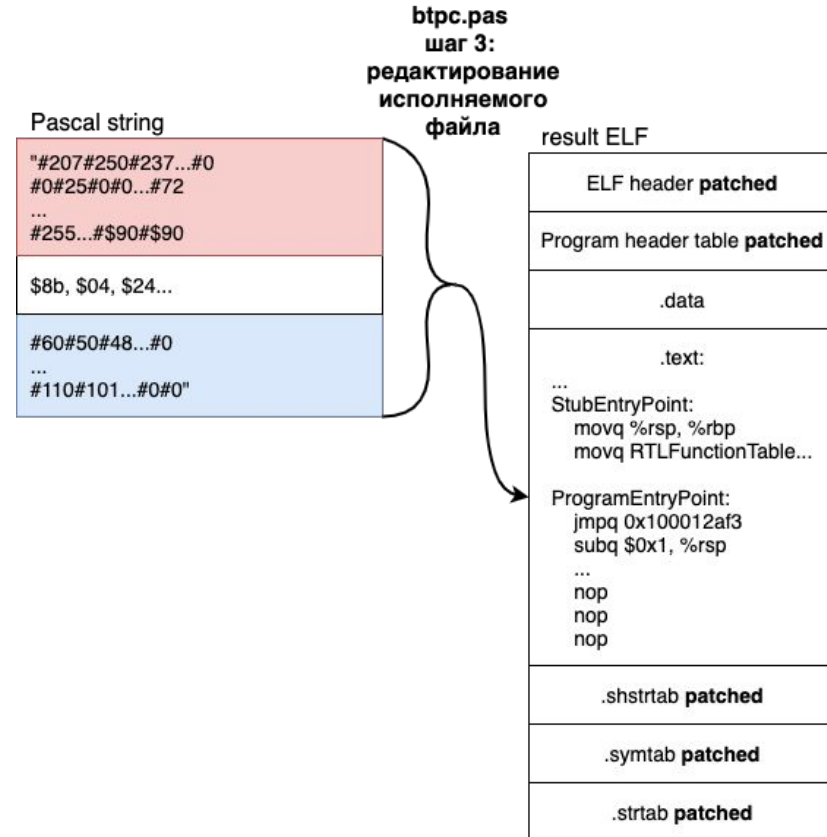 btpc.pas
шаг 3:
редактирование
исполняемого
файла
Pascal string
"#207#250#237...#0
#0#25#0#0...#72
...
#255...#$90#$90
$8b, $04, $24...
#60#50#48...#0
...
#110#101...#0#0"
result ELF
ELF header patched
Program header table patched
.data
.text:
...
StubEntryPoint:
movq %rsp, %rbp
movq RTLFunctionTable...
ProgramEntryPoint:
jmpq 0x100012af3
subq $0x1, %rsp
...
nop
nop
nop
.shstrtab patched
.symtab patched
.strtab patched